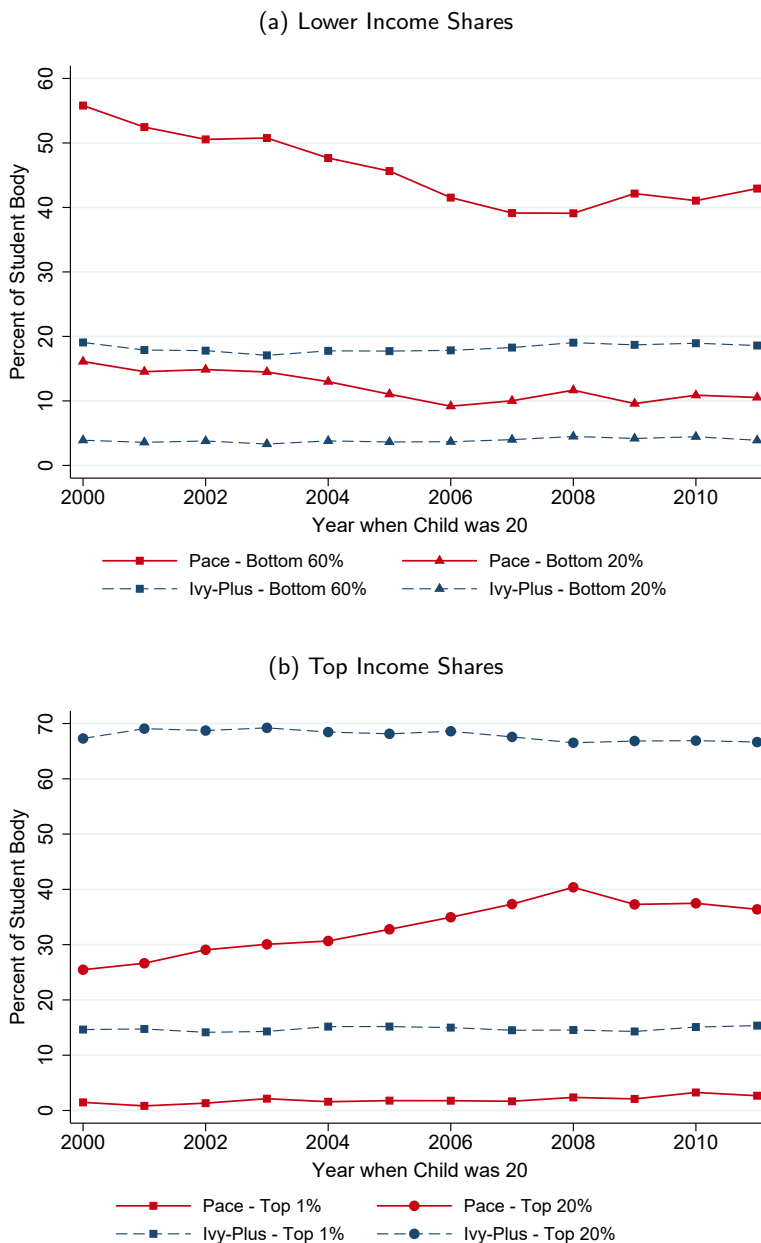 (a) Lower Income Shares
60
50
40
30
20
10
0
Percent of Student Body
2000 2002 2004 2006 2008 2010
Year when Child was 20
Pace - Bottom 60% Pace - Bottom 20%
Ivy-Plus - Bottom 60% Ivy-Plus - Bottom 20%
(b) Top Income Shares
70
60
50
40
30
20
10
0
Percent of Student Body
2000 2002 2004 2006 2008 2010
Year when Child was 20
Pace - Top 1% Pace - Top 20%
Ivy-Plus - Top 1% Ivy-Plus - Top 20%